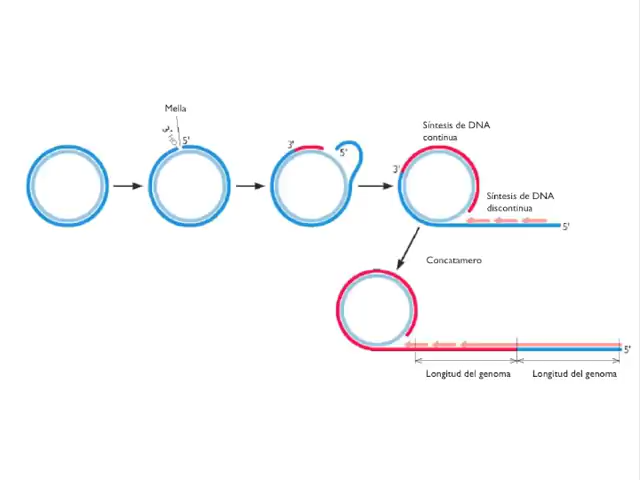 Mella
3'
HO
5'
3'
5'
Síntesis de DNA
continua
3'
Síntesis de DNA
discontinua
5'
Concatamero
5'
Longitud del genoma
Longitud del genoma